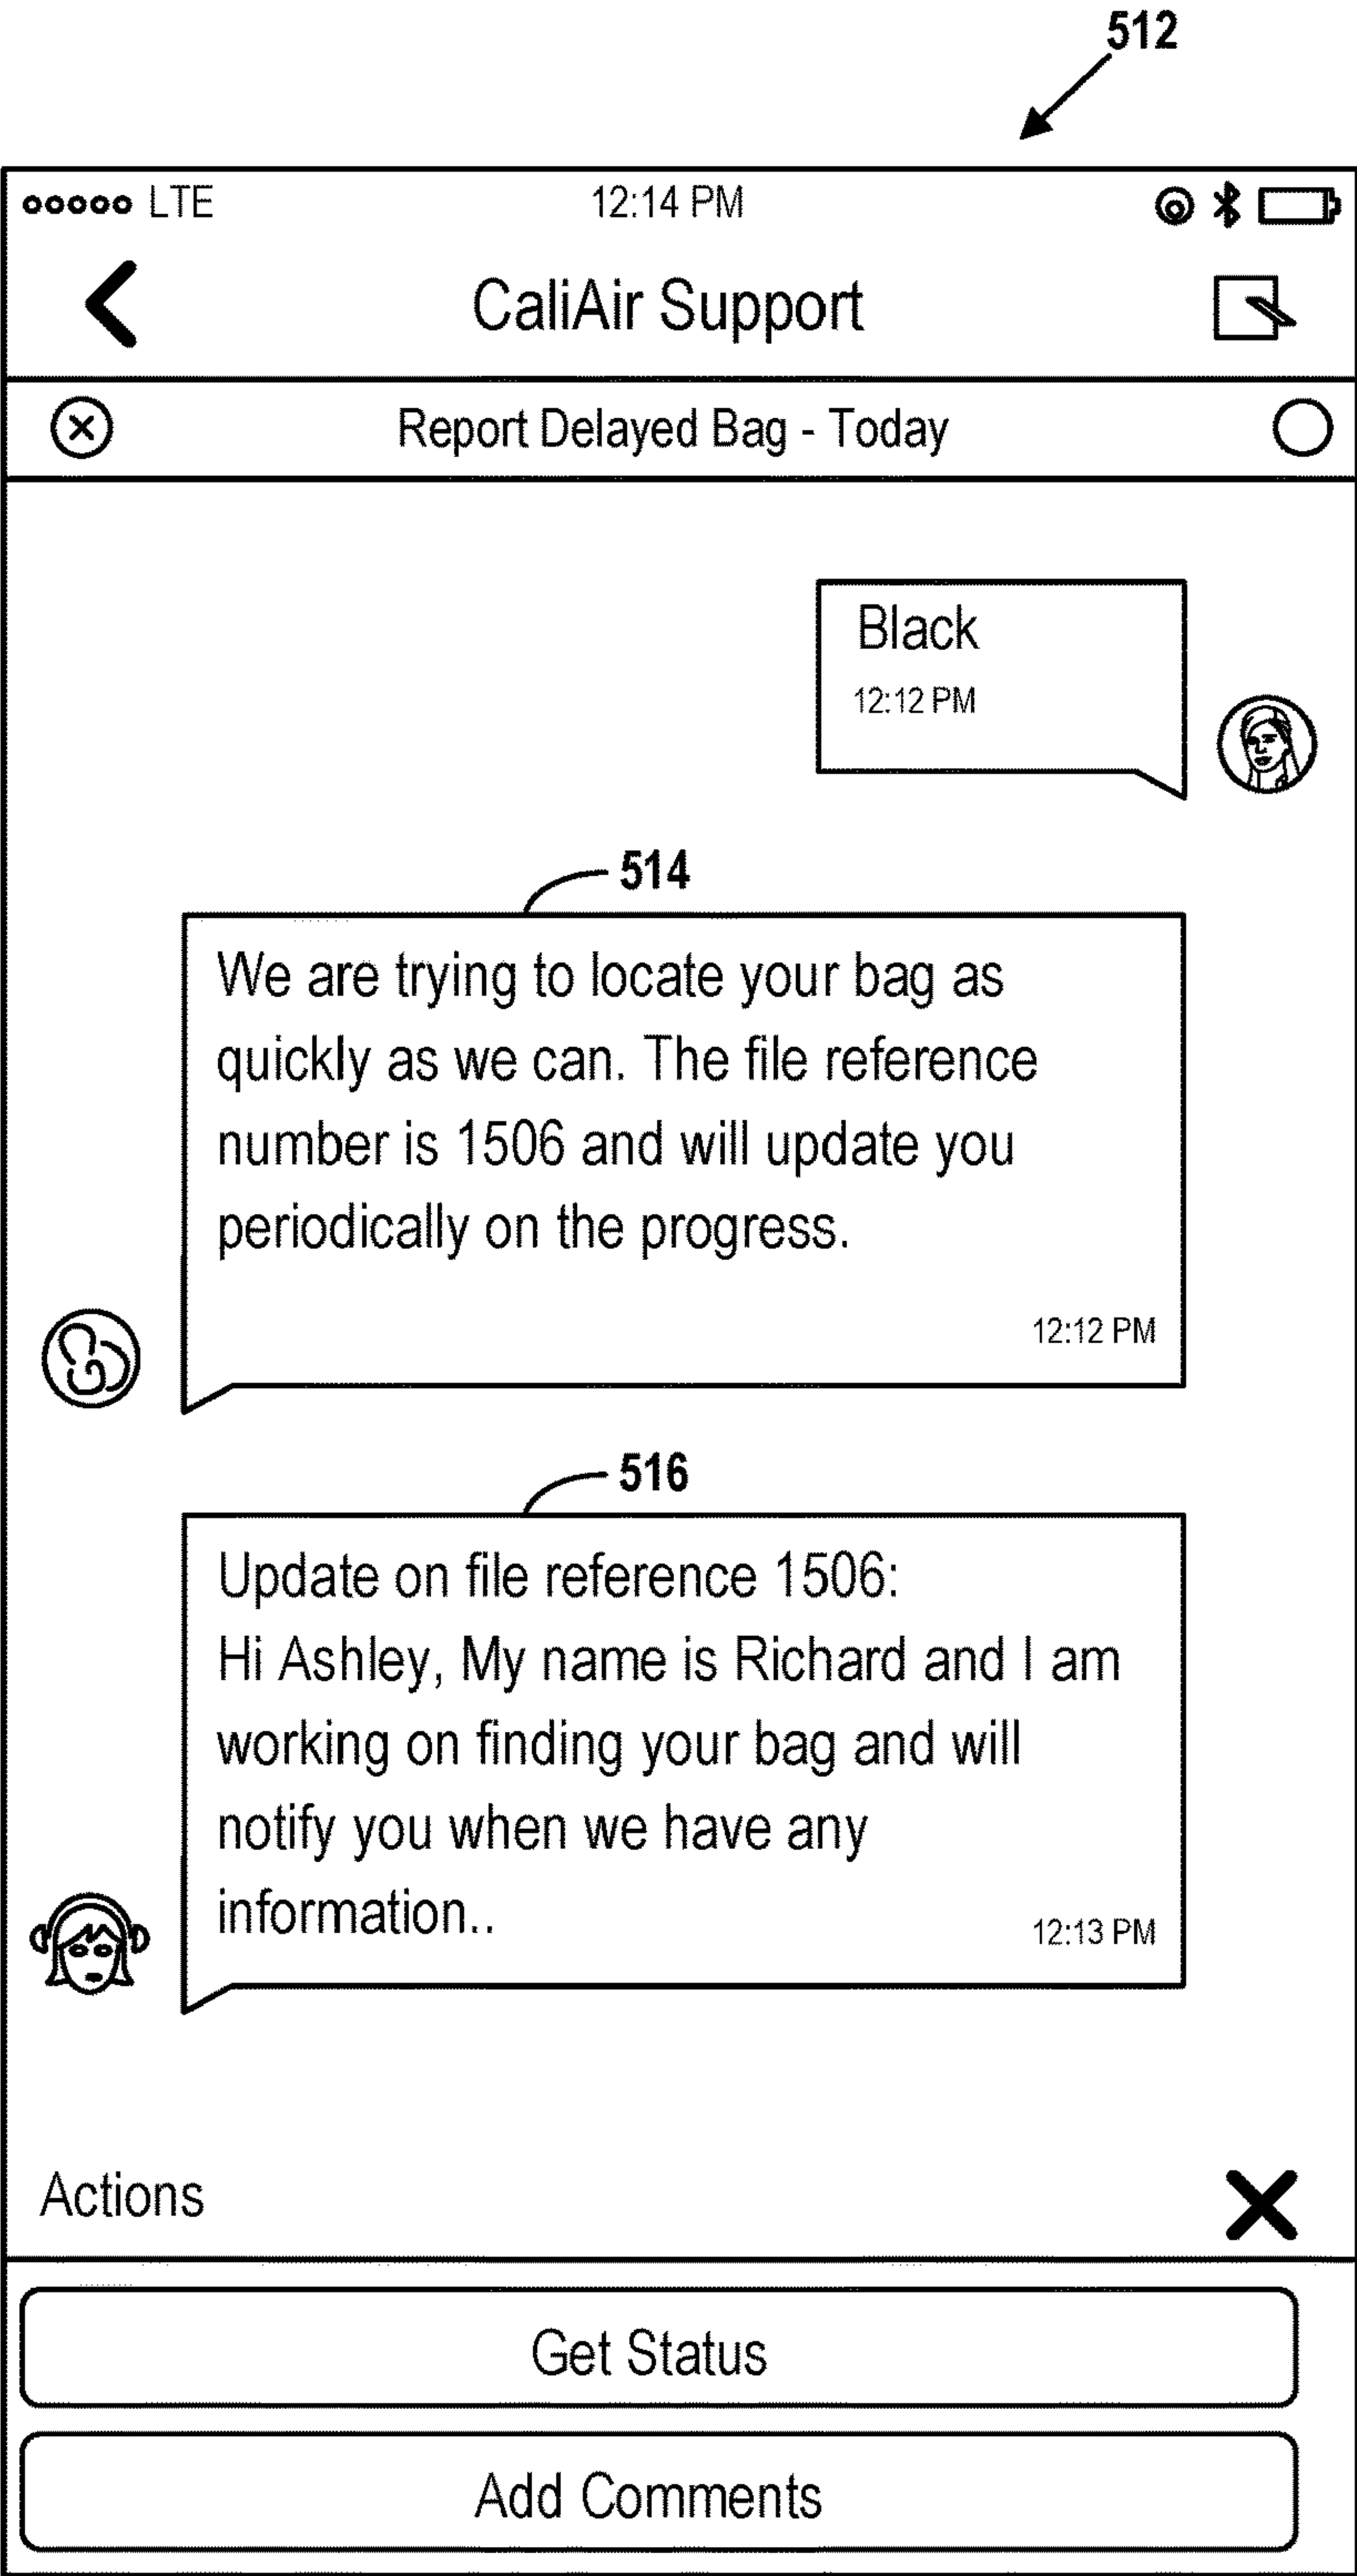 512
LTE 12:14 PM
CaliAir Support
Report Delayed Bag - Today
Black
12:12 PM
514
We are trying to locate your bag as
quickly as we can. The file reference
number is 1506 and will update you
periodically on the progress.
12:12 PM
516
Update on file reference 1506:
Hi Ashley, My name is Richard and I am
working on finding your bag and will
notify you when we have any
information..
12:13 PM
Actions
Get Status
Add Comments